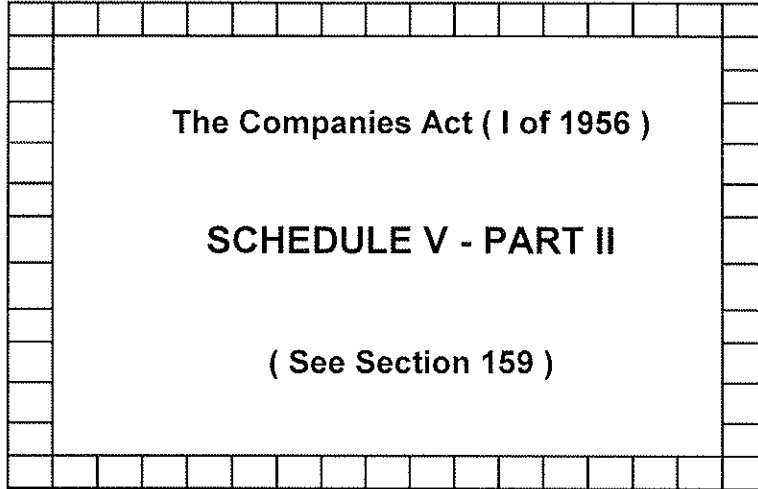 The Companies Act ( I of 1956 )
SCHEDULE V - PART II
( See Section 159 )